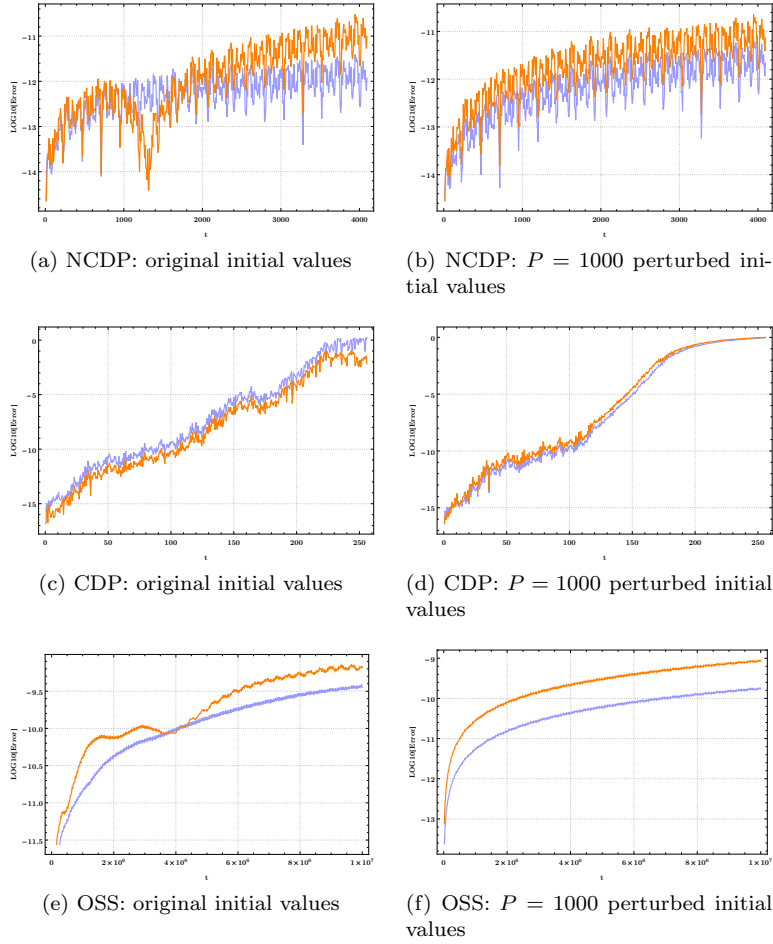 -11
-12
-13
-14
LOG10[Error]
0
1000
2000
3000
4000
t
(a) NCDP: original initial values
-11
-12
-13
-14
LOG10[Error]
0
1000
2000
3000
4000
t
(b) NCDP: P = 1000 perturbed ini-
tial values
0
-5
-10
-15
LOG10[Error]
0
50
100
150
200
250
t
(c) CDP: original initial values
0
-5
-10
-15
LOG10[Error]
0
50
100
150
200
250
t
(d) CDP: P = 1000 perturbed initial
values
-9.5
-10.0
-10.5
-11.0
-11.5
LOG10[Error]
0
2×10⁶
4×10⁶
6×10⁶
8×10⁶
1×10⁷
t
(e) OSS: original initial values
-9
-10
-11
-12
-13
LOG10[Error]
0
2×10⁶
4×10⁶
6×10⁶
8×10⁶
1×10⁷
t
(f) OSS: P = 1000 perturbed initial
values